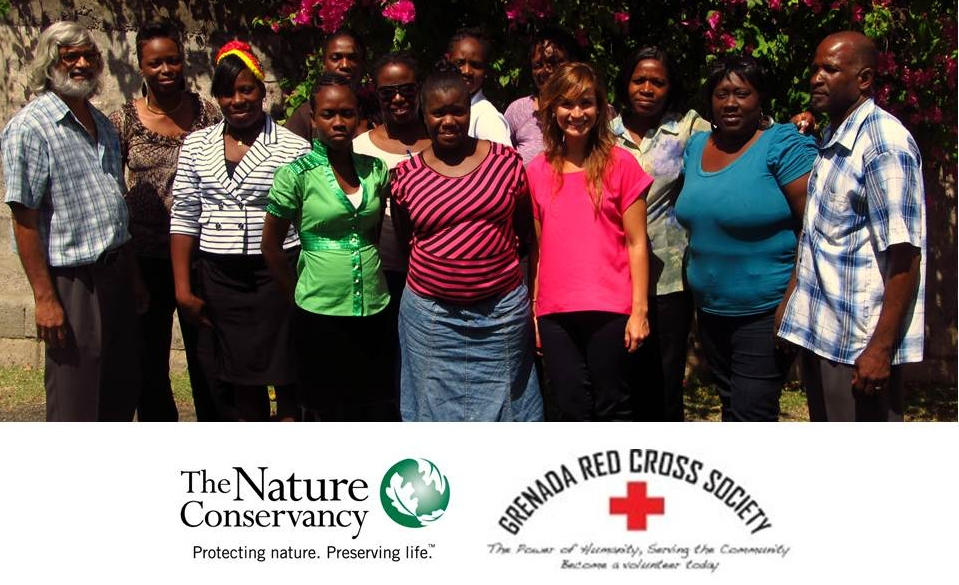 The Nature
Conservancy
Protecting nature. Preserving life.™
GRENADA RED CROSS SOCIETY
The Power of Humanity, Serving the Community
Become a volunteer today